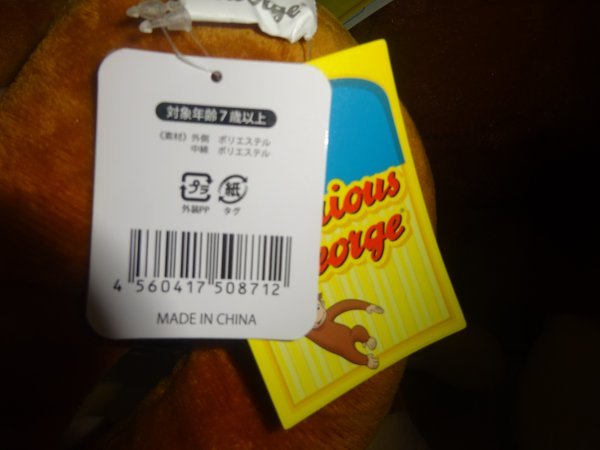 対象年齢7歳以上
《素材》外側 ポリエステル
中綿 ポリエステル
プラ 紙
外装PP タグ
4 560417 508712
MADE IN CHINA
ious
eorge